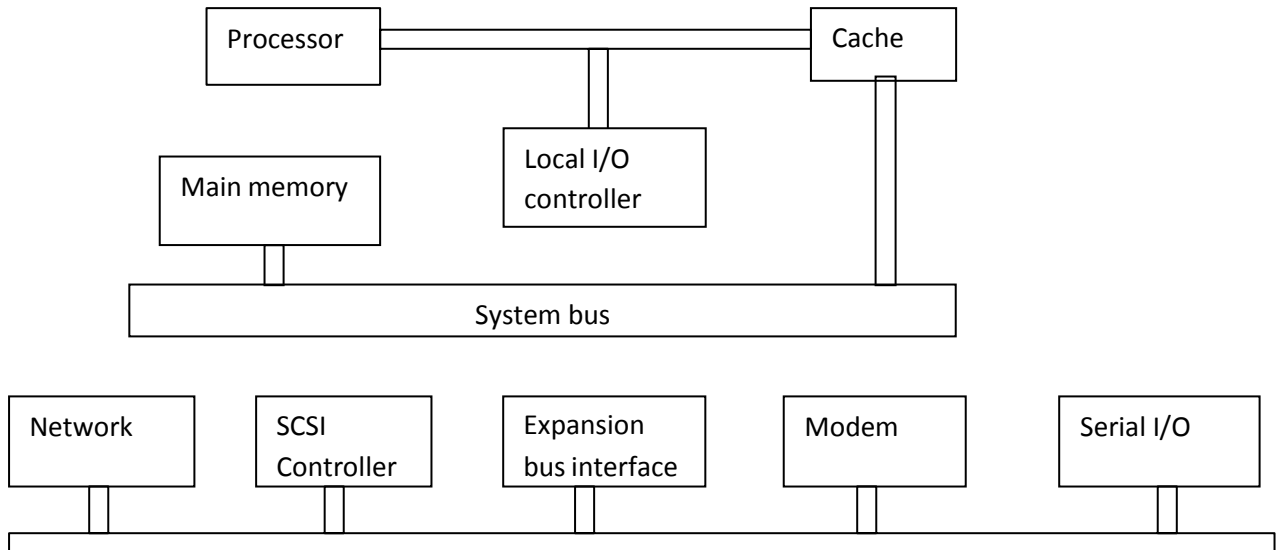 Processor
Cache
Local I/O
controller
Main memory
System bus
Network
SCSI
Controller
Expansion
bus interface
Modem
Serial I/O